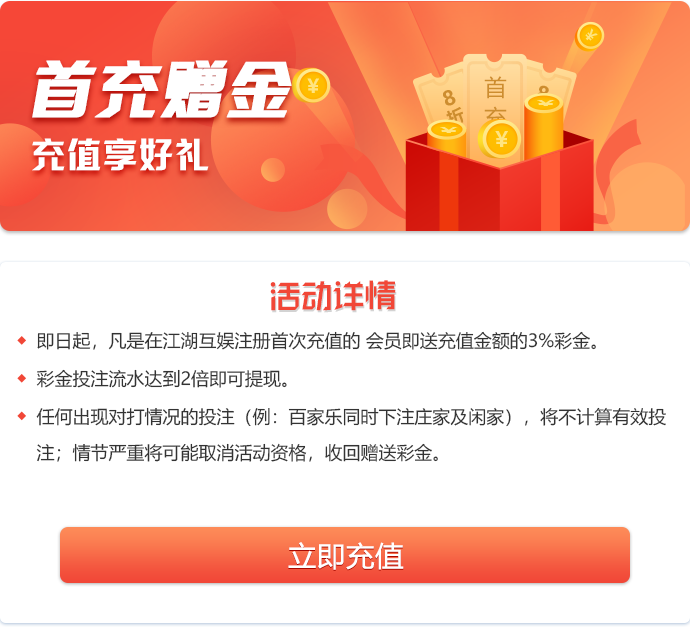 首充赠金
充值享好礼
8折
首充
8
活动详情
即日起，凡是在江湖互娱注册首次充值的 会员即送充值金额的3%彩金。
彩金投注流水达到2倍即可提现。
任何出现对打情况的投注（例：百家乐同时下注庄家及闲家），将不计算有效投
注；情节严重将可能取消活动资格，收回赠送彩金。
立即充值